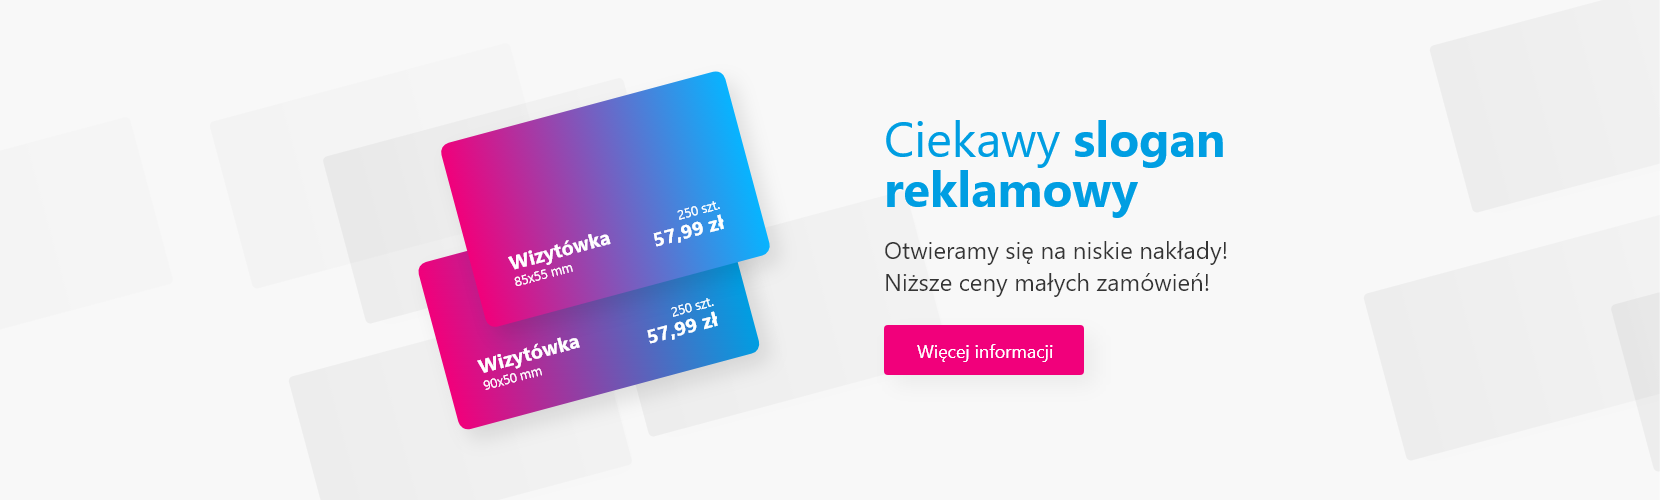 250 szt.
57,99 zł
Wizytówka
85x55 mm
250 szt.
57,99 zł
Wizytówka
90x50 mm
Ciekawy slogan
reklamowy
Otwieramy się na niskie nakłady!
Niższe ceny małych zamówień!
Więcej informacji